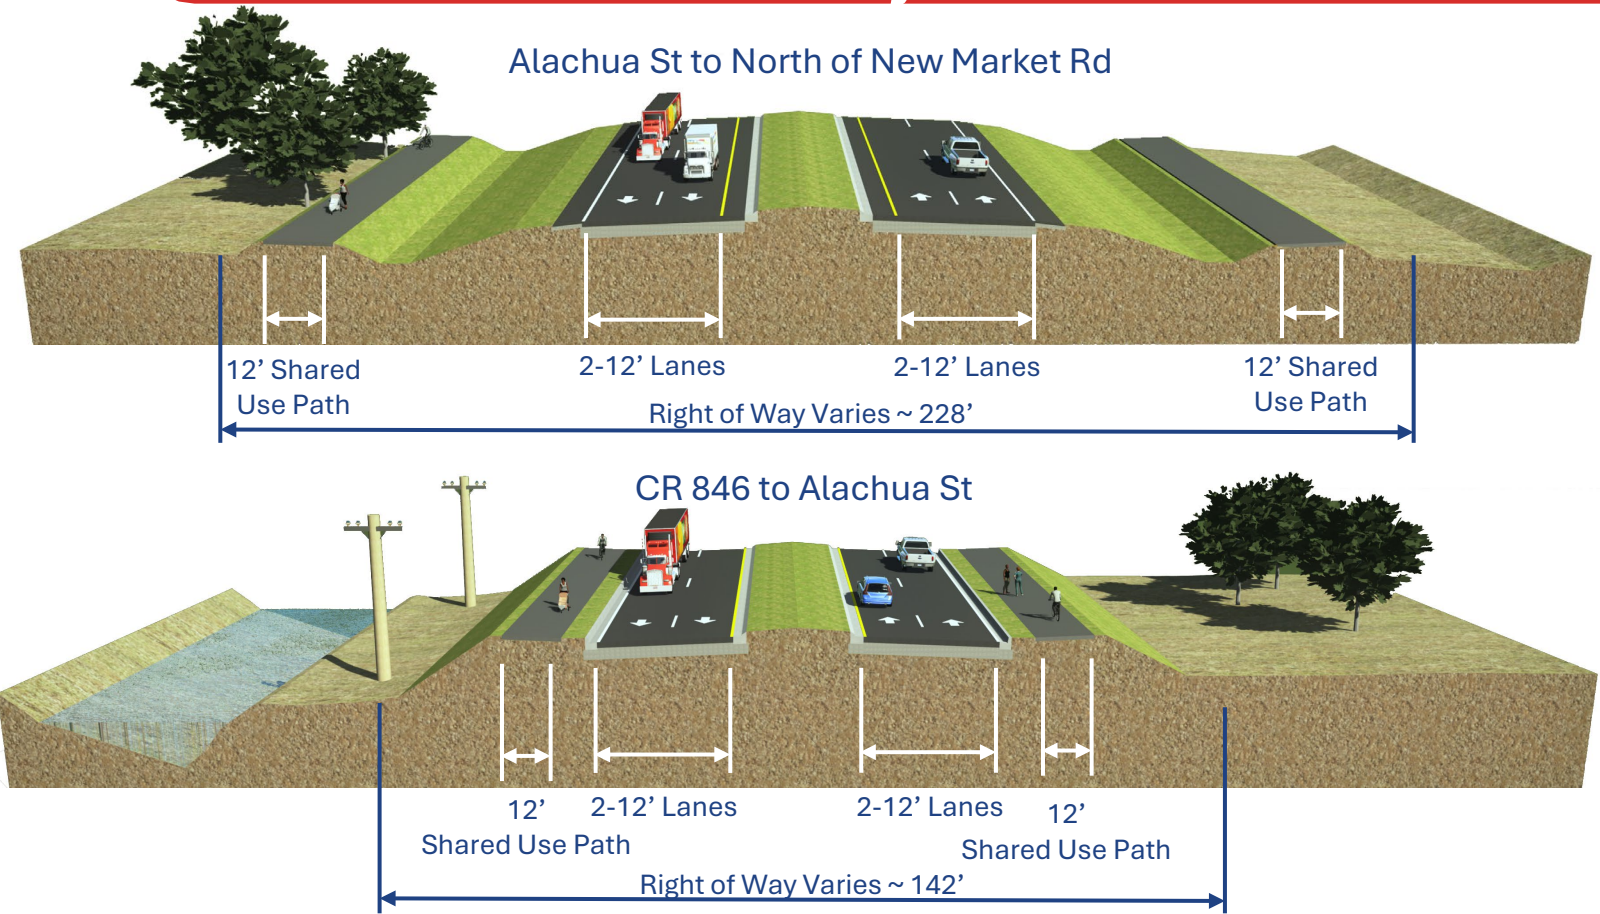 Alachua St to North of New Market Rd
12’ Shared
Use Path
2-12’ Lanes
2-12’ Lanes
12’ Shared
Use Path
Right of Way Varies ~ 228’
CR 846 to Alachua St
12’
Shared Use Path
2-12’ Lanes
2-12’ Lanes
12’
Shared Use Path
Right of Way Varies ~ 142’